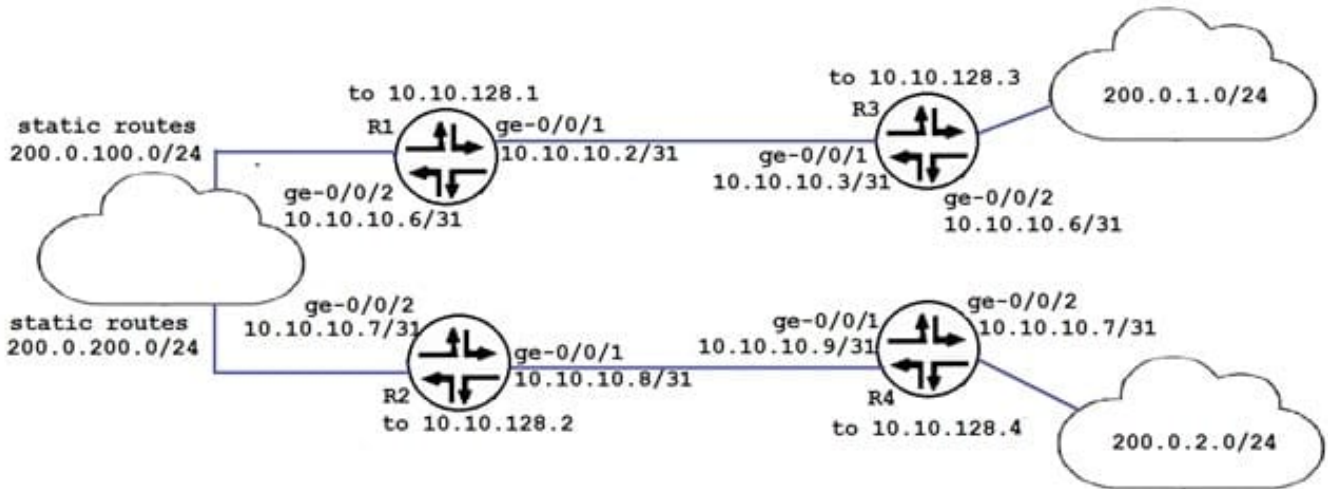 to 10.10.128.1
R1
static routes
200.0.100.0/24
ge-0/0/1
10.10.10.2/31
ge-0/0/2
10.10.10.6/31
to 10.10.128.3
R3
ge-0/0/1
10.10.10.3/31
ge-0/0/2
10.10.10.6/31
200.0.1.0/24
static routes
200.0.200.0/24
ge-0/0/2
10.10.10.7/31
ge-0/0/1
10.10.10.8/31
R2
to 10.10.128.2
ge-0/0/1
10.10.10.9/31
ge-0/0/2
10.10.10.7/31
R4
to 10.10.128.4
200.0.2.0/24